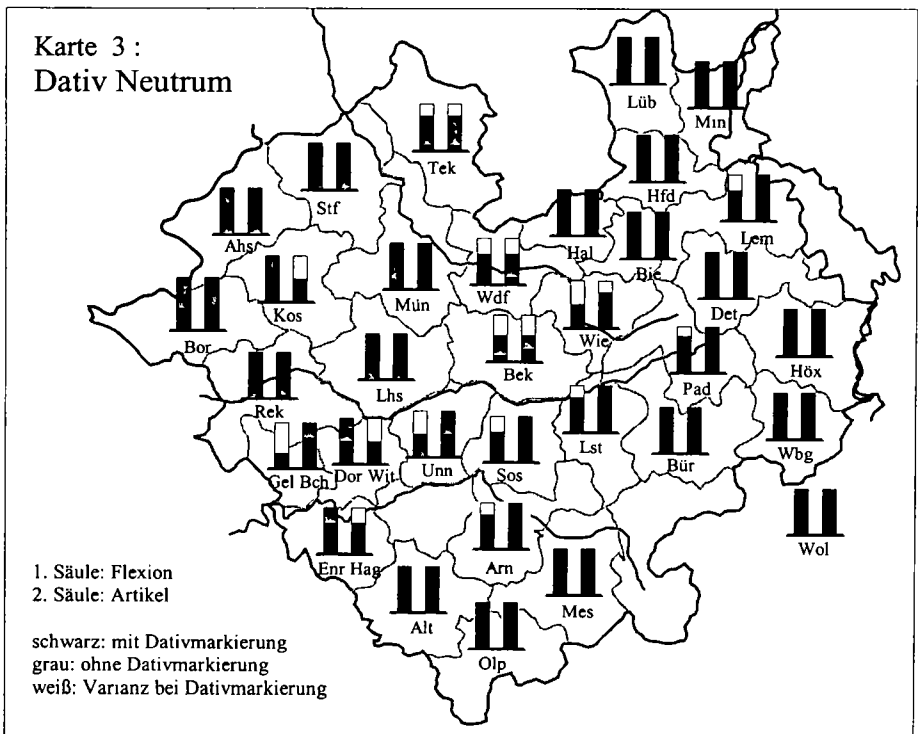 Karte 3 :
Dativ Neutrum
Lüb
Mın
Tek
Hfd
Stf
Lem
Ahs
Hal
Bie
Kos
Mün
Wdf
Det
Bor
Wie
Bek
Höx
Lhs
Pad
Rek
Lst
Wbg
Gel Bch
Dor Wit
Unn
Sos
Bür
Wol
Enr Hag
Arn
Alt
Mes
Olp
1. Säule: Flexion
2. Säule: Artikel
schwarz: mit Dativmarkierung
grau: ohne Dativmarkierung
weiß: Varıanz bei Dativmarkierung